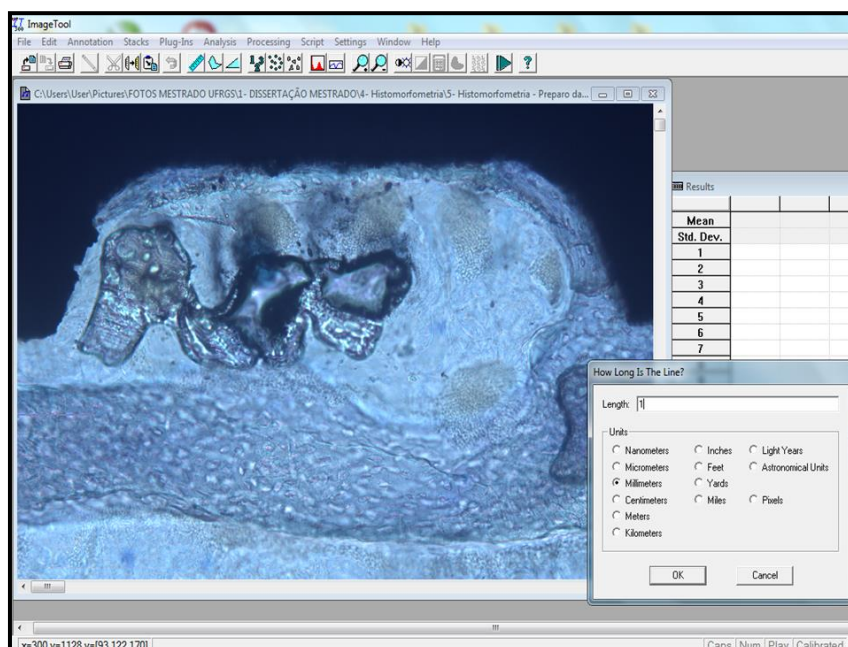 ImageTool
File Edit Annotation Stacks Plug-Ins Analysis Processing Script Settings Window Help
C:\Users\User\Pictures\FOTOS MESTRADO UFRGS\1- DISSERTAÇÃO MESTRADO\4- Histomorfometria\5- Histomorfometria - Preparo da...
Results
Mean
Std. Dev.
1
2
3
4
5
6
7
How Long Is The Line?
Length: 1
Units
Nanometers Inches Light Years
Micrometers Feet Astronomical Units
Millimeters Yards
Centimeters Miles Pixels
Meters
Kilometers
OK Cancel
x=300 y=1128 v=[93,122,170] Caps Num Play Calibrated